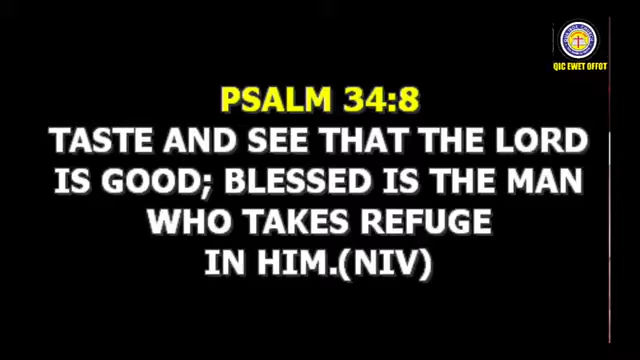 QIC EWET OFFOT
PSALM 34:8
TASTE AND SEE THAT THE LORD
IS GOOD; BLESSED IS THE MAN
WHO TAKES REFUGE
IN HIM.(NIV)